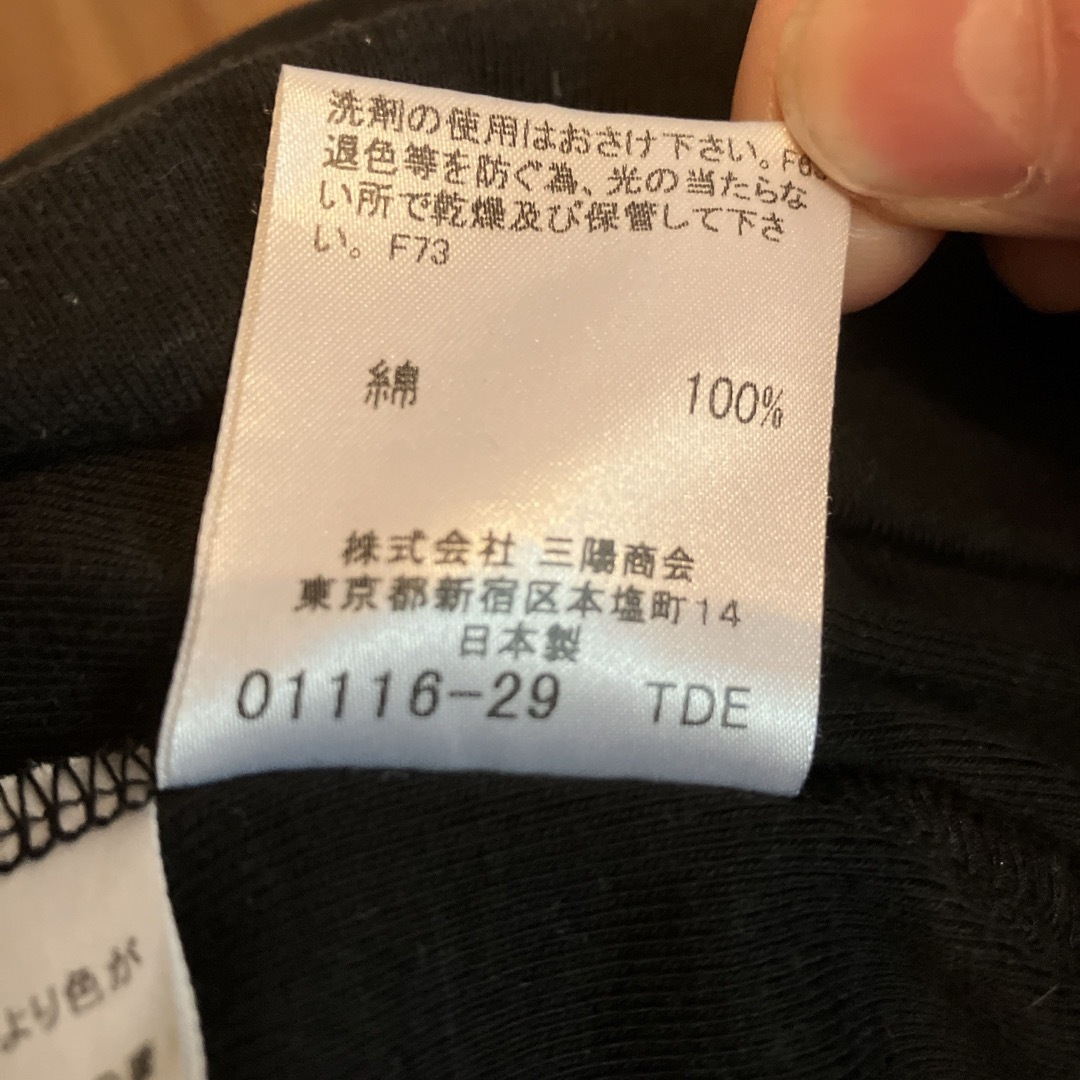 洗剤の使用はおさけ下さい。F6
退色等を防ぐ為、光の当たらな
い所で乾燥及び保管して下さ
い。F73
綿 100%
株式会社 三陽商会
東京都新宿区本塩町14
日本製
01116-29 TDE
より色が